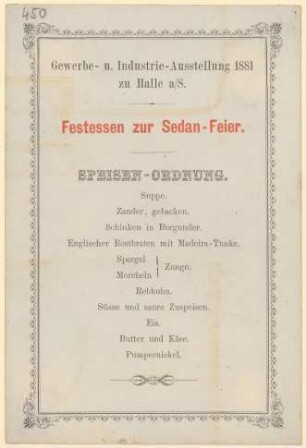 450
Gewerbe- u. Industrie-Ausstellung 1881
zu Halle a/S.
Festessen zur Sedan-Feier.
SPEISEN-ORDNUNG.
Suppe.
Zander, gebacken.
Schinken in Burgunder.
Englischer Rostbraten mit Madeira-Tunke.
Spargel
Morcheln } Zunge.
Rebhuhn.
Süsse und saure Zuspeisen.
Eis.
Butter und Käse.
Pumpernickel.